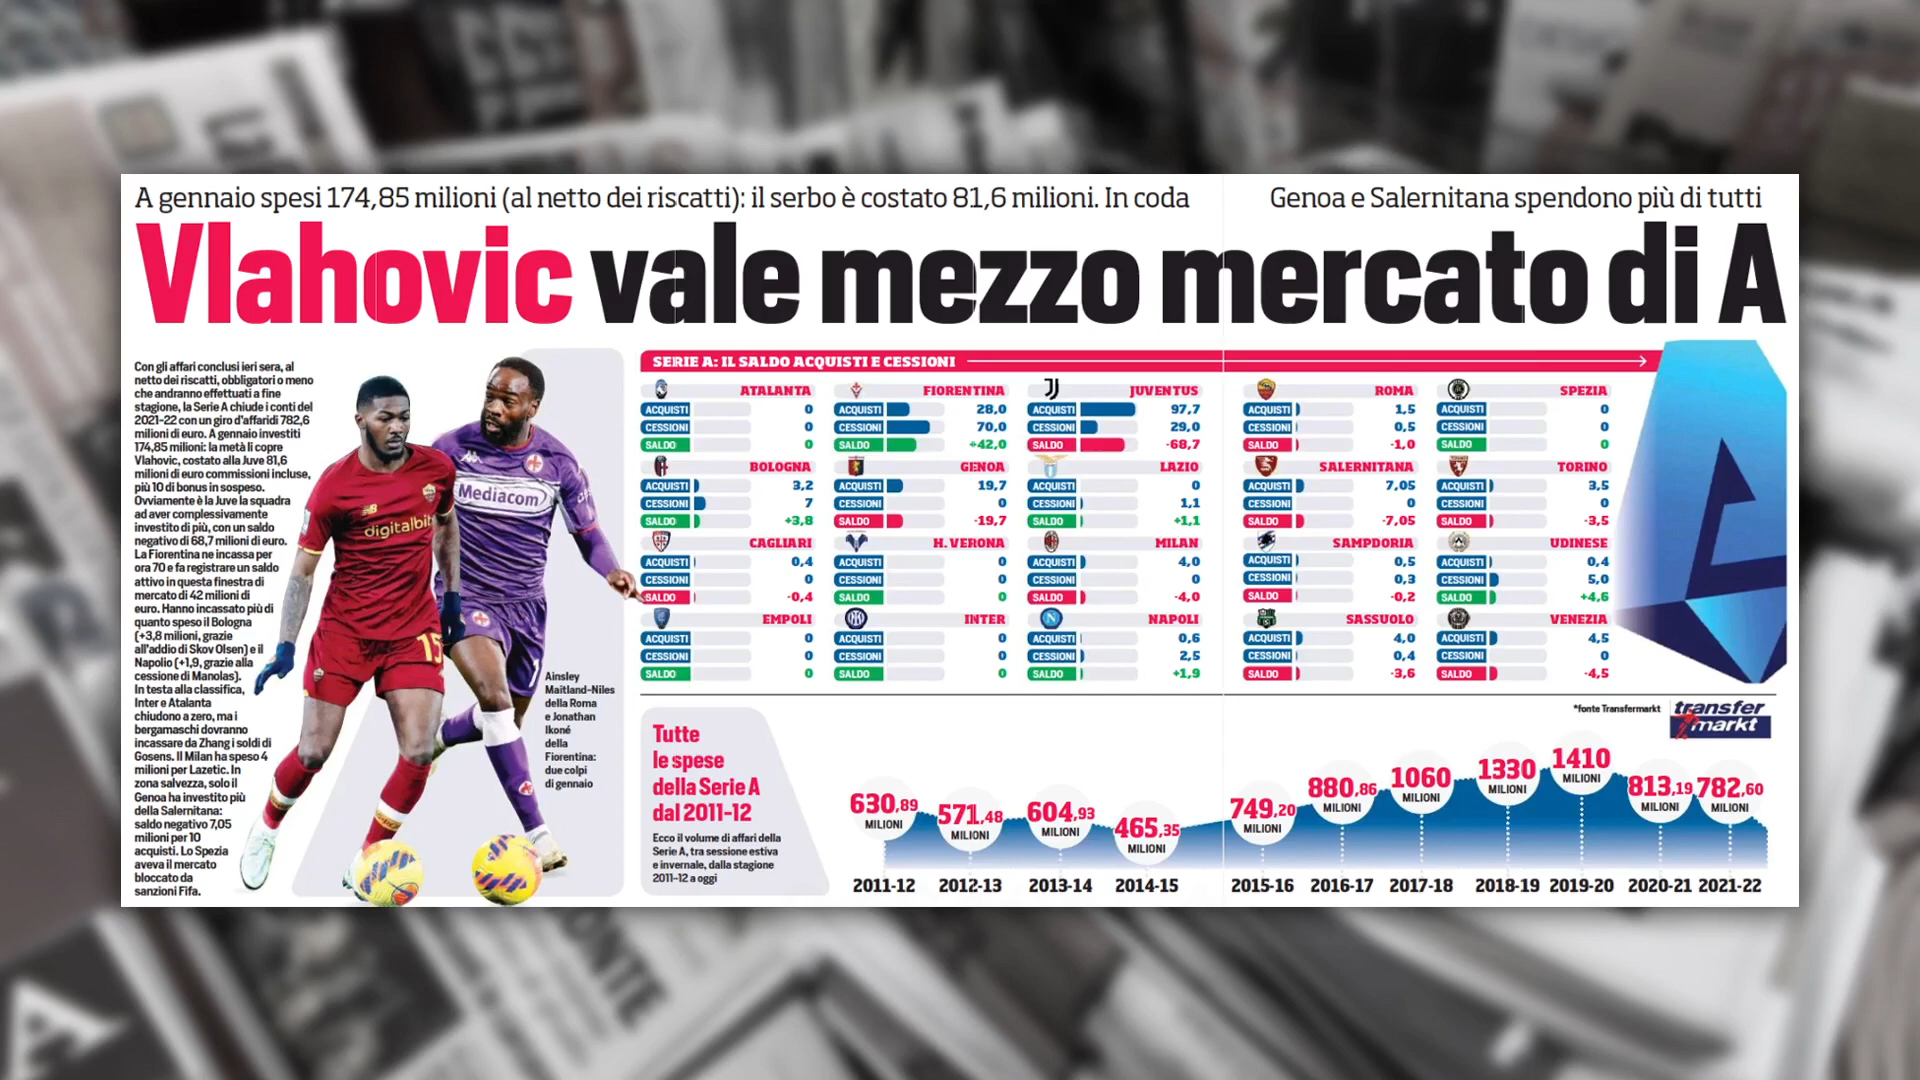 A gennaio spesi 174,85 milioni (al netto dei riscatti): il serbo è costato 81,6 milioni. In coda Genoa e Salernitana spendono più di tutti
Vlahovic vale mezzo mercato di A
Con gli affari conclusi ieri sera, al
netto dei riscatti, obbligatori o meno
che andranno effettuati a fine
stagione, la Serie A chiude i conti del
2021-22 con un giro d'affaridi 782,6
milioni di euro. A gennaio investiti
174,85 milioni: la metà li copre
Vlahovic, costato alla Juve 81,6
milioni di euro commissioni incluse,
più 10 di bonus in sospeso.
Ovviamente è la Juve la squadra
ad aver complessivamente
investito di più, con un saldo
negativo di 68,7 milioni di euro.
La Fiorentina ne incassa per
ora 70 e fa registrare un saldo
attivo in questa finestra di
mercato di 42 milioni di
euro. Hanno incassato più di
quanto speso il Bologna
(+3,8 milioni, grazie
all'addio di Skov Olsen) e il
Napolio (+1,9, grazie alla
cessione di Manolas).
In testa alla classifica,
Inter e Atalanta
chiudono a zero, ma i
bergamaschi dovranno
incassare da Zhang i soldi di
Gosens. Il Milan ha speso 4
milioni per Lazetic. In
zona salvezza, solo il
Genoa ha investito più
della Salernitana:
saldo negativo 7,05
milioni per 10
acquisti. Lo Spezia
aveva il mercato
bloccato da
sanzioni Fifa.
digitalbit
15
Mediacom
Ainsley
Maitland-Niles
della Roma
e Jonathan
Ikoné
della
Fiorentina:
due colpi
di gennaio
SERIE A: IL SALDO ACQUISTI E CESSIONI
ATALANTA
ACQUISTI 0
CESSIONI 0
SALDO 0
FIORENTINA
ACQUISTI 28,0
CESSIONI 70,0
SALDO +42,0
JUVENTUS
ACQUISTI 97,7
CESSIONI 29,0
SALDO -68,7
ROMA
ACQUISTI 1,5
CESSIONI 0,5
SALDO -1,0
SPEZIA
ACQUISTI 0
CESSIONI 0
SALDO 0
BOLOGNA
ACQUISTI 3,2
CESSIONI 7
SALDO +3,8
GENOA
ACQUISTI 19,7
CESSIONI 0
SALDO -19,7
LAZIO
ACQUISTI 0
CESSIONI 1,1
SALDO +1,1
SALERNITANA
ACQUISTI 7,05
CESSIONI 0
SALDO -7,05
TORINO
ACQUISTI 3,5
CESSIONI 0
SALDO -3,5
CAGLIARI
ACQUISTI 0,4
CESSIONI 0
SALDO -0,4
H. VERONA
ACQUISTI 0
CESSIONI 0
SALDO 0
MILAN
ACQUISTI 4,0
CESSIONI 0
SALDO -4,0
SAMPDORIA
ACQUISTI 0,5
CESSIONI 0,3
SALDO -0,2
UDINESE
ACQUISTI 0,4
CESSIONI 5,0
SALDO +4,6
EMPOLI
ACQUISTI 0
CESSIONI 0
SALDO 0
INTER
ACQUISTI 0
CESSIONI 0
SALDO 0
NAPOLI
ACQUISTI 0,6
CESSIONI 2,5
SALDO +1,9
SASSUOLO
ACQUISTI 4,0
CESSIONI 0,4
SALDO -3,6
VENEZIA
ACQUISTI 4,5
CESSIONI 0
SALDO -4,5
*fonte Transfermarkt
transfer
markt
Tutte
le spese
della Serie A
dal 2011-12
Ecco il volume di affari della
Serie A, tra sessione estiva
e invernale, dalla stagione
2011-12 a oggi
630,89 MILIONI
571,48 MILIONI
604,93 MILIONI
465,35 MILIONI
749,20 MILIONI
880,86 MILIONI
1060 MILIONI
1330 MILIONI
1410 MILIONI
813,19 MILIONI
782,60 MILIONI
2011-12 2012-13 2013-14 2014-15 2015-16 2016-17 2017-18 2018-19 2019-20 2020-21 2021-22